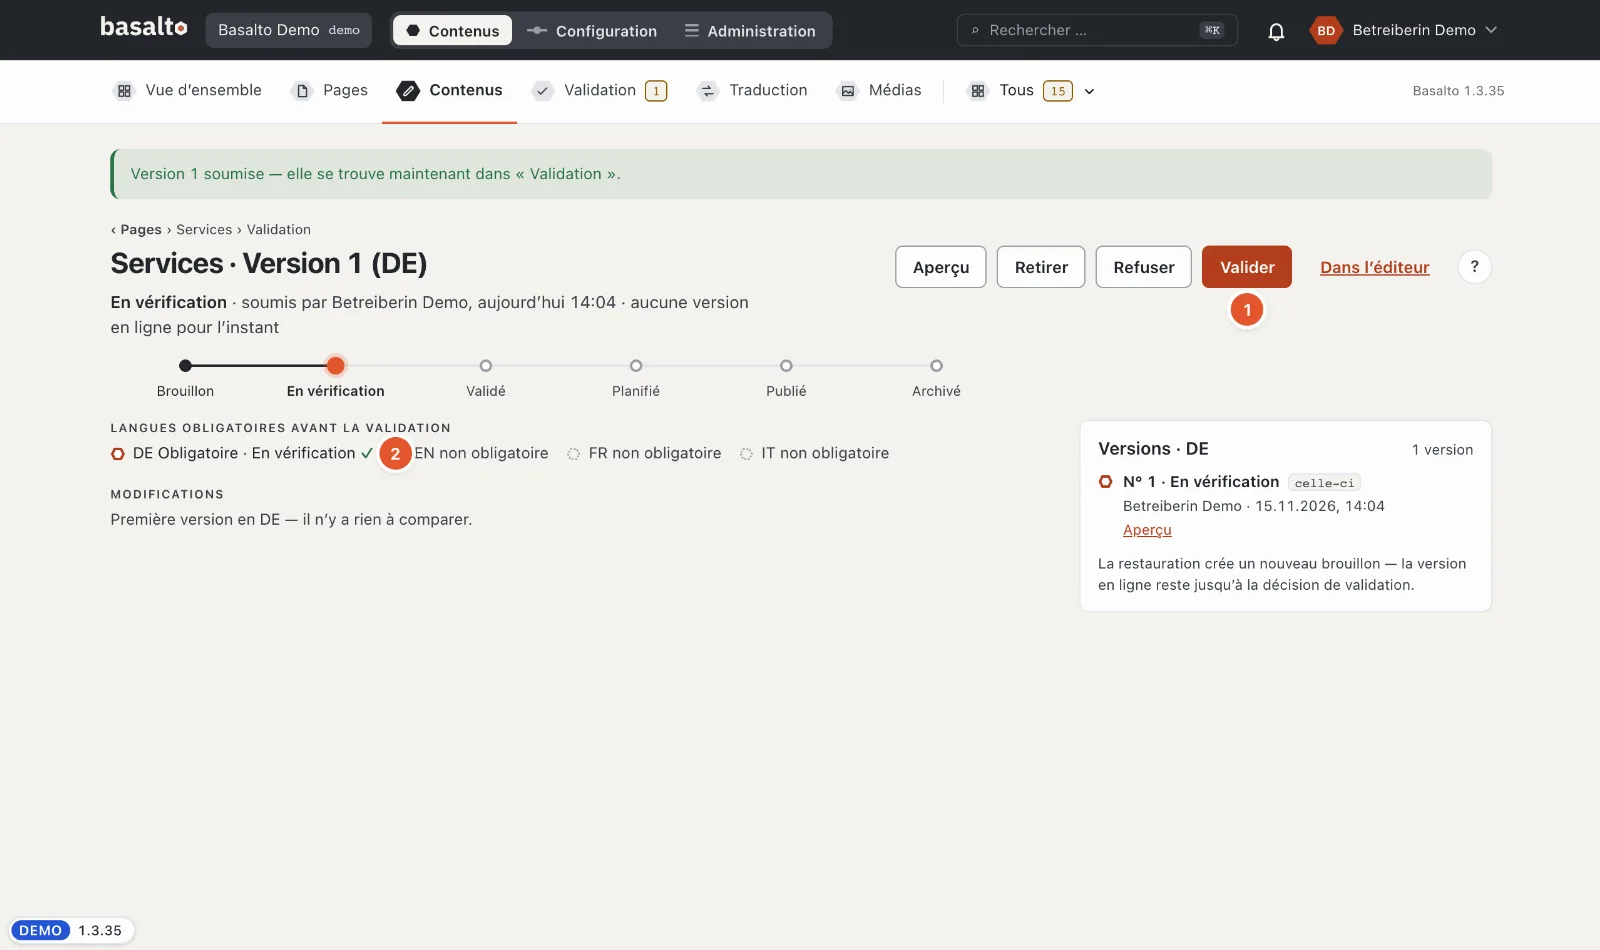 basalto
Basalto Demo demo
Contenus
Configuration
Administration
Rechercher ...
⌘K
BD
Betreiberin Demo
Vue d'ensemble
Pages
Contenus
Validation 1
Traduction
Médias
Tous 15
Basalto 1.3.35
Version 1 soumise — elle se trouve maintenant dans « Validation ».
‹ Pages › Services › Validation
Services · Version 1 (DE)
Aperçu
Retirer
Refuser
Valider
Dans l'éditeur
?
1
En vérification · soumis par Betreiberin Demo, aujourd'hui 14:04 · aucune version
en ligne pour l'instant
Brouillon
En vérification
Validé
Planifié
Publié
Archivé
LANGUES OBLIGATOIRES AVANT LA VALIDATION
DE Obligatoire · En vérification ✓ 2 EN non obligatoire FR non obligatoire IT non obligatoire
MODIFICATIONS
Première version en DE — il n'y a rien à comparer.
Versions · DE
1 version
N° 1 · En vérification celle-ci
Betreiberin Demo · 15.11.2026, 14:04
Aperçu
La restauration crée un nouveau brouillon — la version
en ligne reste jusqu'à la décision de validation.
DEMO 1.3.35